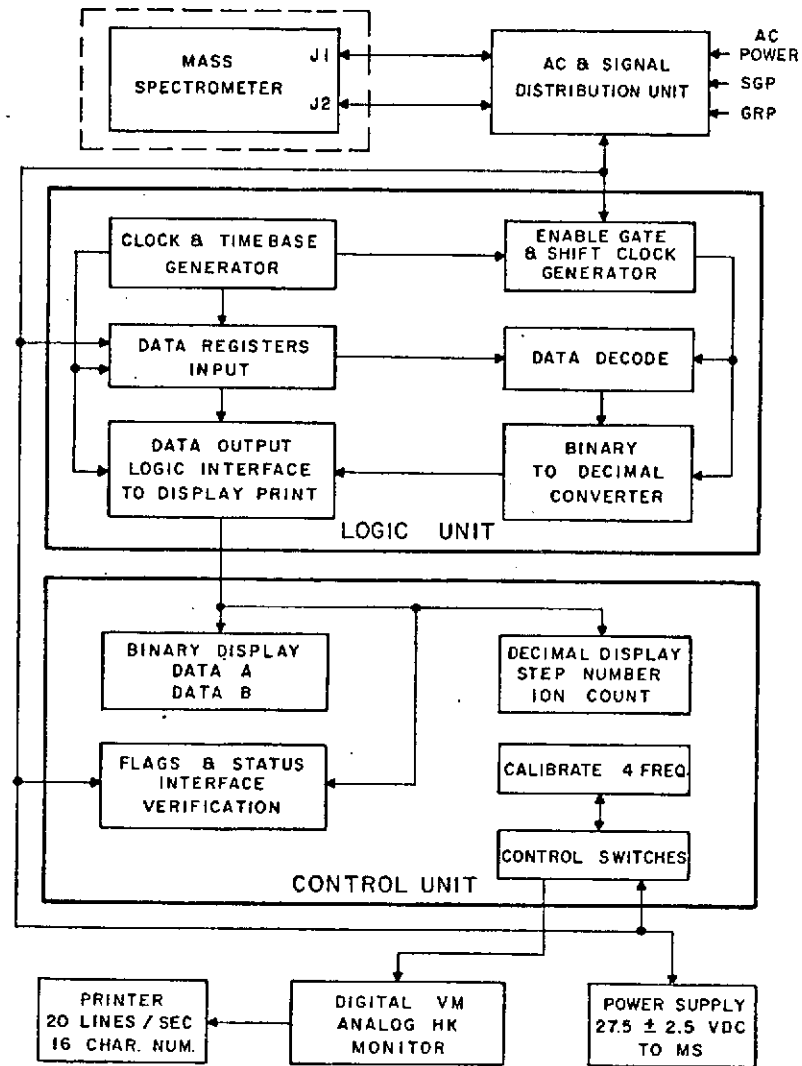 MASS
SPECTROMETER
J1
J2
AC & SIGNAL
DISTRIBUTION UNIT
AC
POWER
SGP
GRP
CLOCK & TIMEBASE
GENERATOR
ENABLE GATE
& SHIFT CLOCK
GENERATOR
DATA REGISTERS
INPUT
DATA DECODE
DATA OUTPUT
LOGIC INTERFACE
TO DISPLAY PRINT
BINARY
TO DECIMAL
CONVERTER
LOGIC UNIT
BINARY DISPLAY
DATA A
DATA B
DECIMAL DISPLAY
STEP NUMBER
ION COUNT
FLAGS & STATUS
INTERFACE
VERIFICATION
CALIBRATE 4 FREQ.
CONTROL SWITCHES
CONTROL UNIT
PRINTER
20 LINES / SEC
16 CHAR. NUM.
DIGITAL VM
ANALOG HK
MONITOR
POWER SUPPLY
27.5 ± 2.5 VDC
TO MS